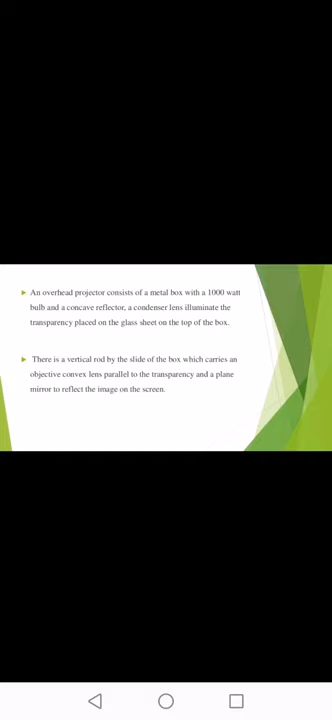 An overhead projector consists of a metal box with a 1000 watt
bulb and a concave reflector, a condenser lens illuminate the
transparency placed on the glass sheet on the top of the box.
There is a vertical rod by the slide of the box which carries an
objective convex lens parallel to the transparency and a plane
mirror to reflect the image on the screen.